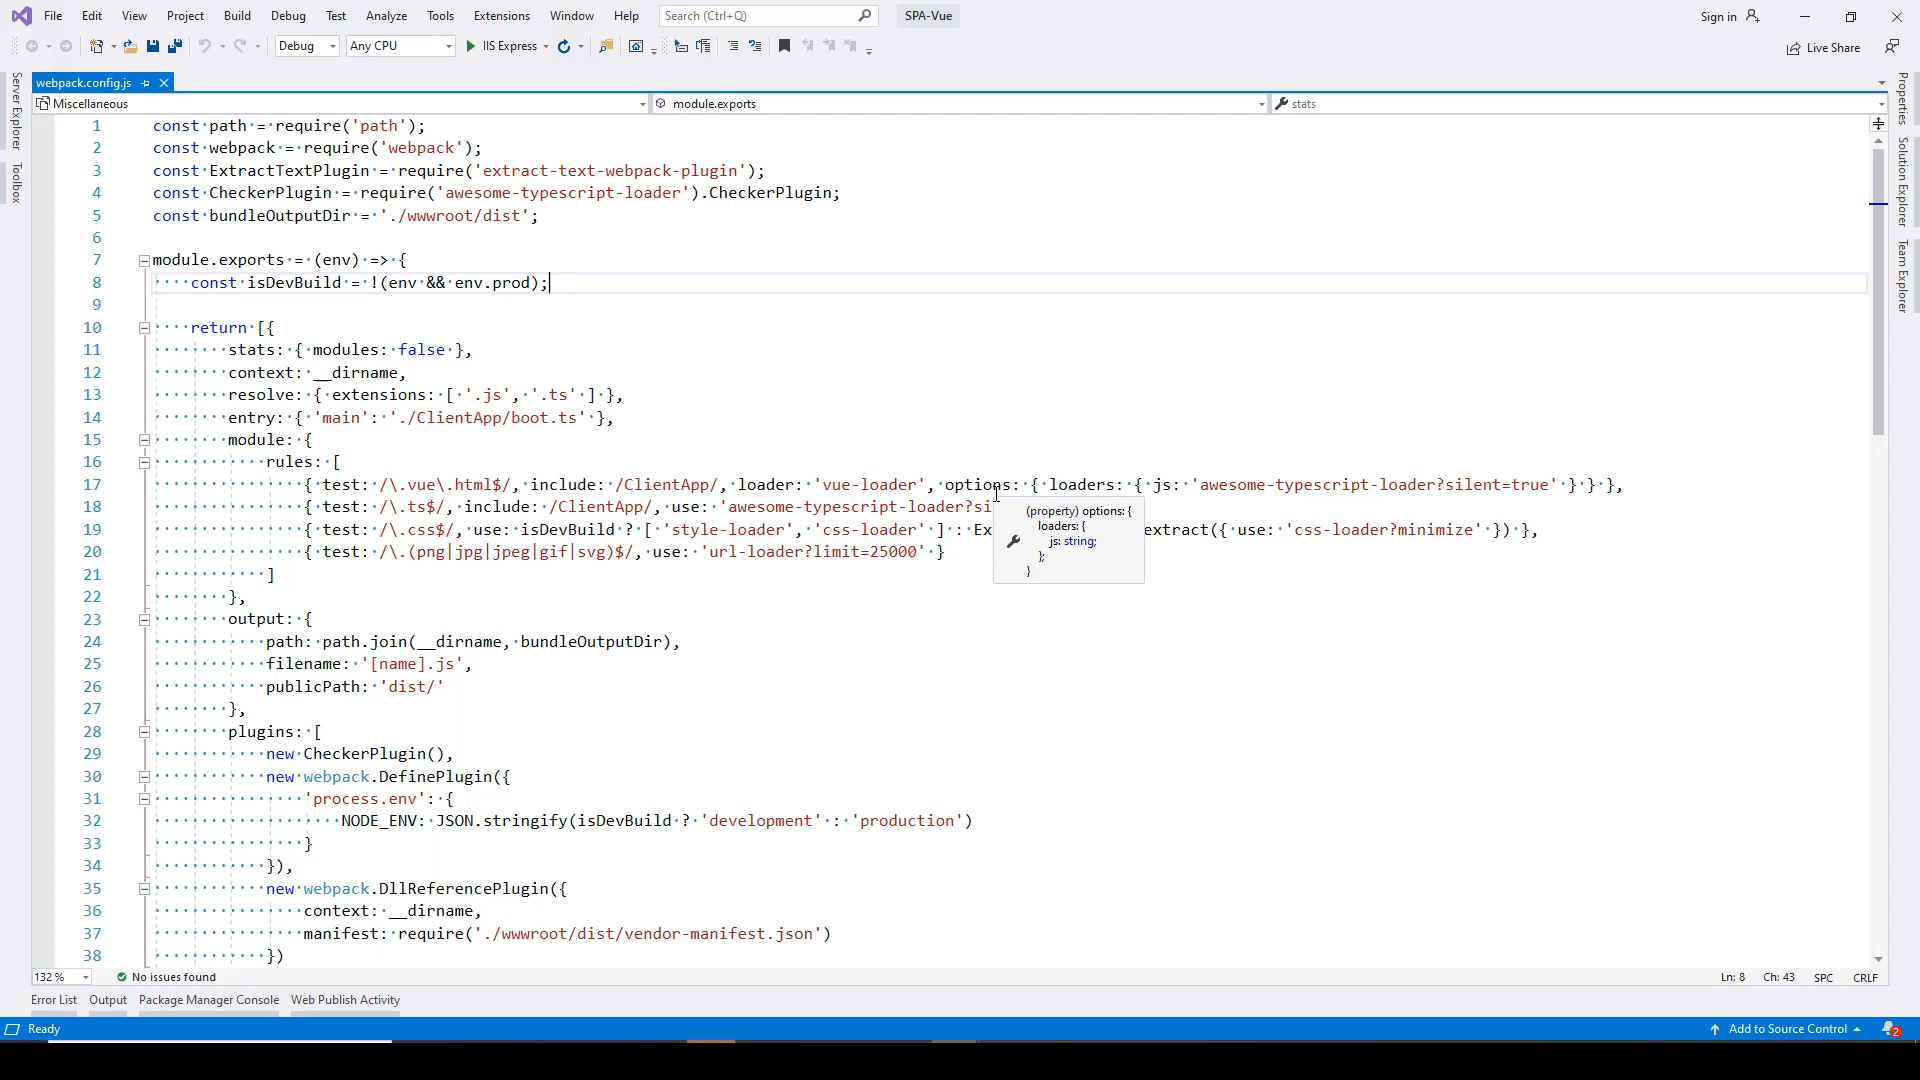 File Edit View Project Build Debug Test Analyze Tools Extensions Window Help Search (Ctrl+Q) SPA-Vue Sign in
Debug Any CPU IIS Express Live Share
Server Explorer
Toolbox
Properties
Solution Explorer
Team Explorer
webpack.config.js
Miscellaneous module.exports stats
1 const path = require('path');
2 const webpack = require('webpack');
3 const ExtractTextPlugin = require('extract-text-webpack-plugin');
4 const CheckerPlugin = require('awesome-typescript-loader').CheckerPlugin;
5 const bundleOutputDir = './wwwroot/dist';
6
7 module.exports = (env) => {
8 const isDevBuild = !(env && env.prod);
9
10 return [{
11 stats: { modules: false },
12 context: __dirname,
13 resolve: { extensions: [ '.js', '.ts' ] },
14 entry: { 'main': './ClientApp/boot.ts' },
15 module: {
16 rules: [
17 { test: /\.vue\.html$/, include: /ClientApp/, loader: 'vue-loader', options: { loaders: { js: 'awesome-typescript-loader?silent=true' } } },
18 { test: /\.ts$/, include: /ClientApp/, use: 'awesome-typescript-loader?si
19 { test: /\.css$/, use: isDevBuild ? [ 'style-loader', 'css-loader' ] : Ex extract({ use: 'css-loader?minimize' }) },
20 { test: /\.(png|jpg|jpeg|gif|svg)$/, use: 'url-loader?limit=25000' }
(property) options: {
loaders: {
js: string;
};
}
21 ]
22 },
23 output: {
24 path: path.join(__dirname, bundleOutputDir),
25 filename: '[name].js',
26 publicPath: 'dist/'
27 },
28 plugins: [
29 new CheckerPlugin(),
30 new webpack.DefinePlugin({
31 'process.env': {
32 NODE_ENV: JSON.stringify(isDevBuild ? 'development' : 'production')
33 }
34 }),
35 new webpack.DllReferencePlugin({
36 context: __dirname,
37 manifest: require('./wwwroot/dist/vendor-manifest.json')
38 })
132 % No issues found Ln: 8 Ch: 43 SPC CRLF
Error List Output Package Manager Console Web Publish Activity
Ready Add to Source Control 2